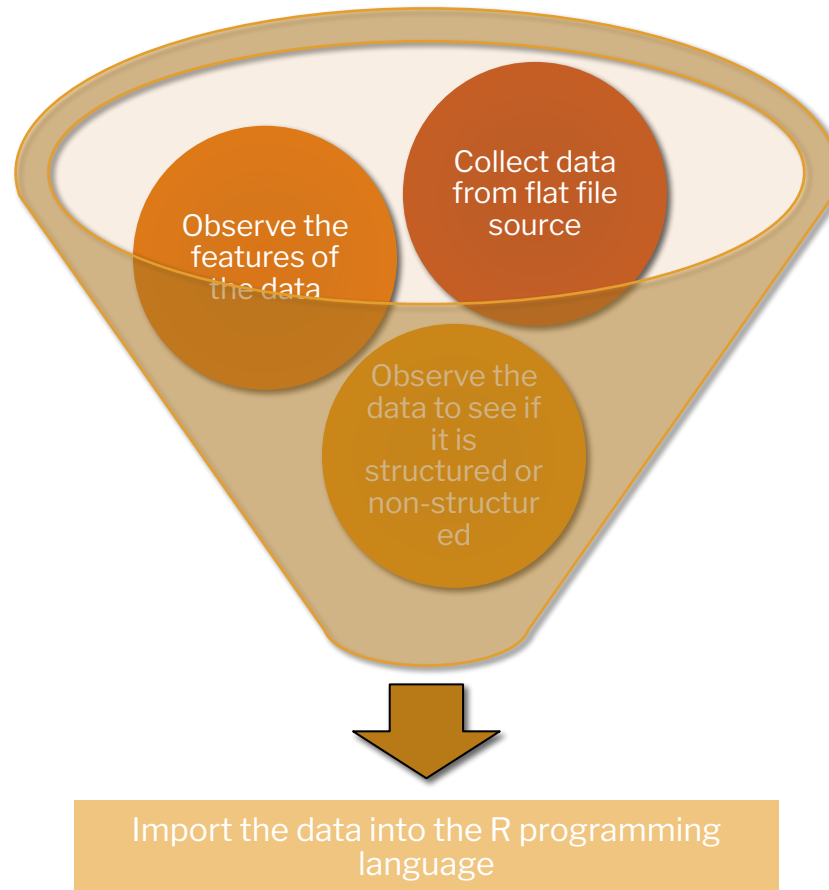 Collect data
from flat file
source
Observe the
features of
the data
Observe the
data to see if
it is
structured or
non-structur
ed
Import the data into the R programming
language